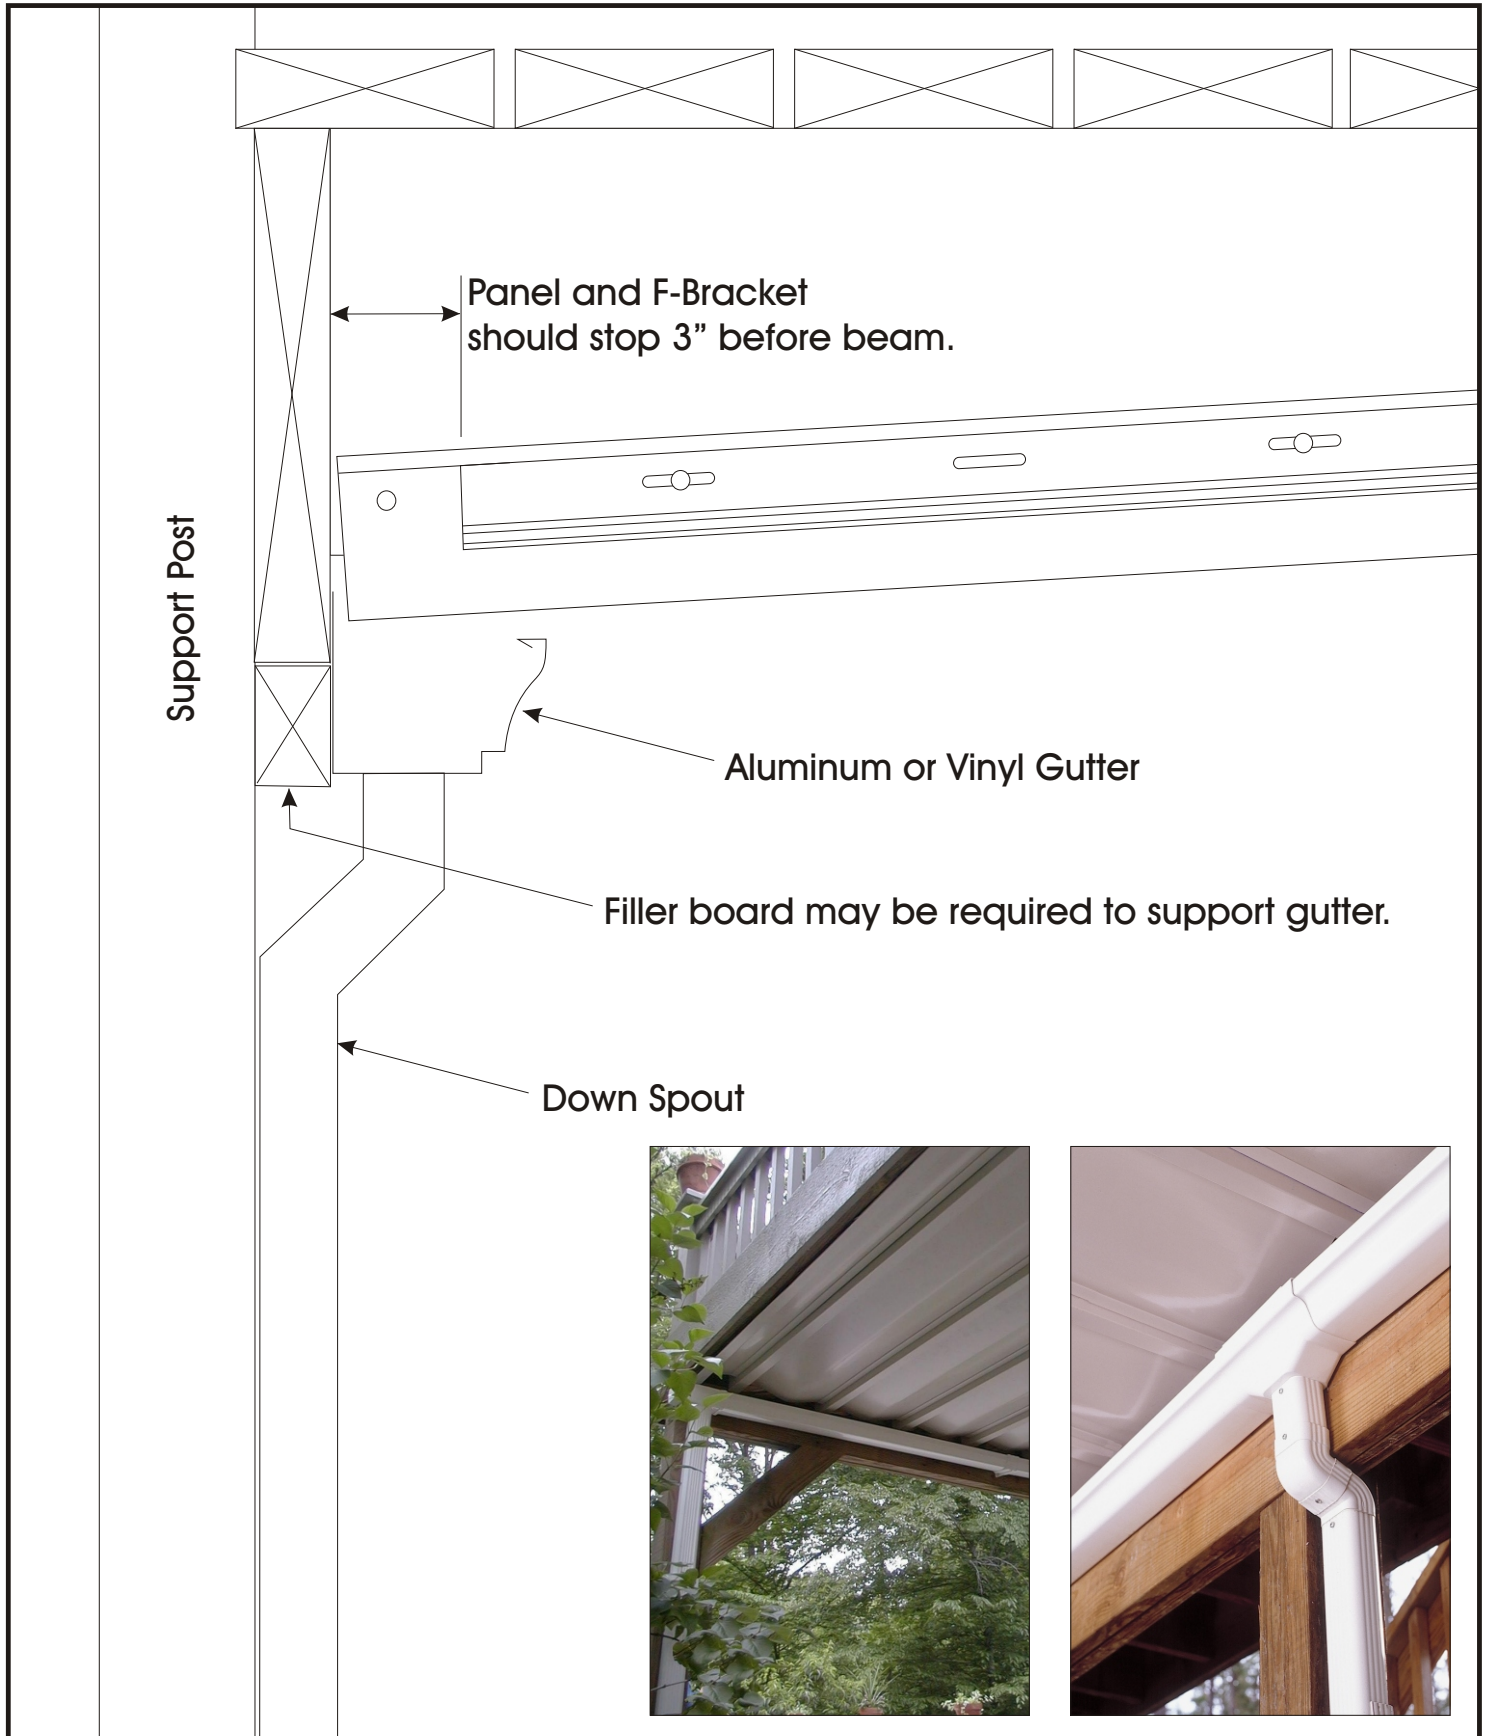 Panel and F-Bracket
should stop 3” before beam.
Support Post
Aluminum or Vinyl Gutter
Filler board may be required to support gutter.
Down Spout